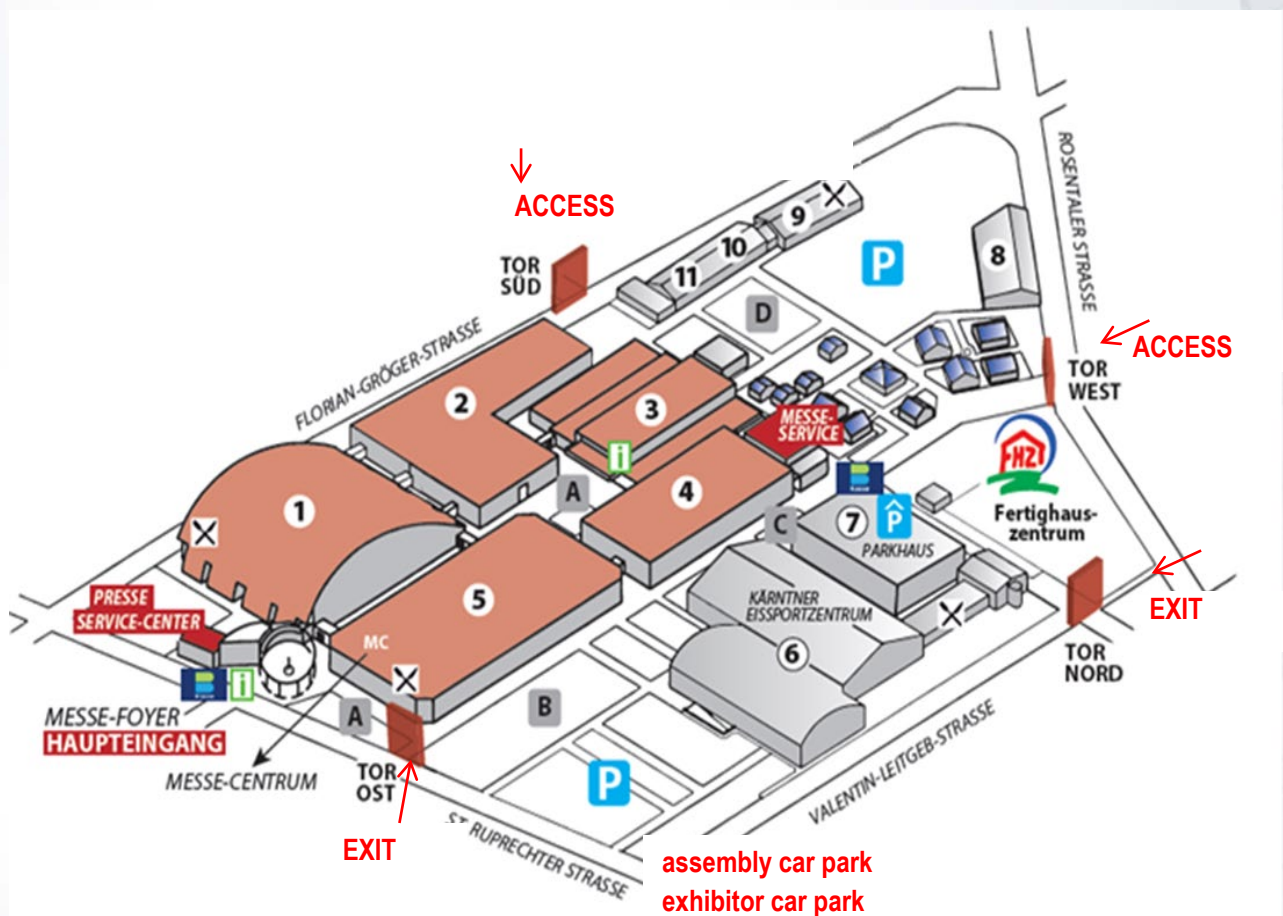 ACCESS
TOR
SÜD
FLORIAN-GRÖGER-STRASSE
ROSENTALER STRASSE
9
10
11
8
P
D
ACCESS
TOR
WEST
2
3
MESSE-
SERVICE
i
FHZ
Fertighaus-
zentrum
1
A
4
7
P
PARKHAUS
C
5
KÄRNTNER
EISSPORTZENTRUM
6
EXIT
TOR
NORD
PRESSE
SERVICE-CENTER
MC
i
MESSE-FOYER
HAUPTEINGANG
MESSE-CENTRUM
A
B
TOR
OST
P
VALENTIN-LEITGEB-STRASSE
EXIT
ST. RUPRECHTER STRASSE
assembly car park
exhibitor car park